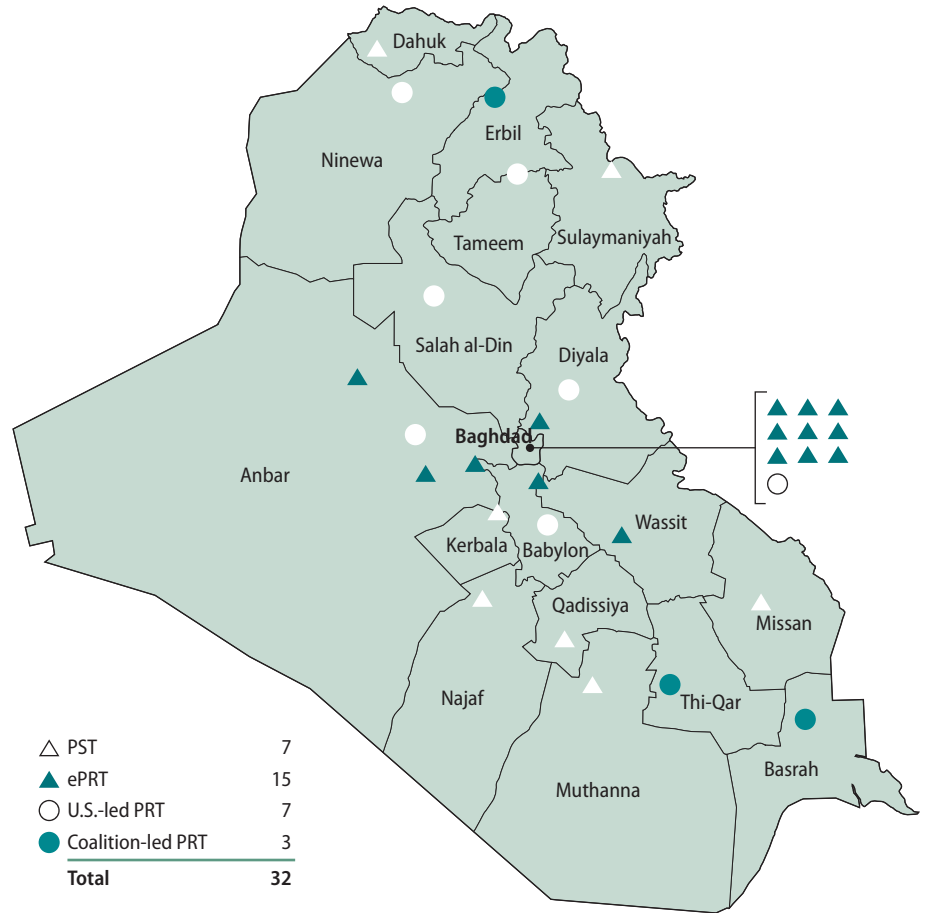 Dahuk
Erbil
Ninewa
Sulaymaniyah
Tameem
Salah al-Din
Diyala
Baghdad
Anbar
Wassit
Kerbala
Babylon
Qadissiya
Missan
Najaf
Thi-Qar
Basrah
Muthanna
PST 7
ePRT 15
U.S.-led PRT 7
Coalition-led PRT 3
Total 32